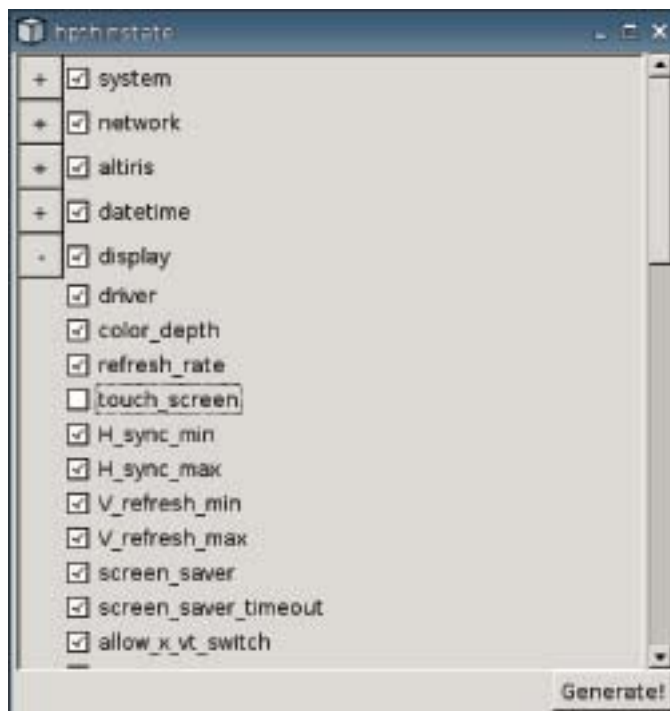 + system
+ network
+ altiris
+ datetime
- display
driver
color_depth
refresh_rate
touch_screen
H_sync_min
H_sync_max
V_refresh_min
V_refresh_max
screen_saver
screen_saver_timeout
allow_x_vt_switch
Generate!